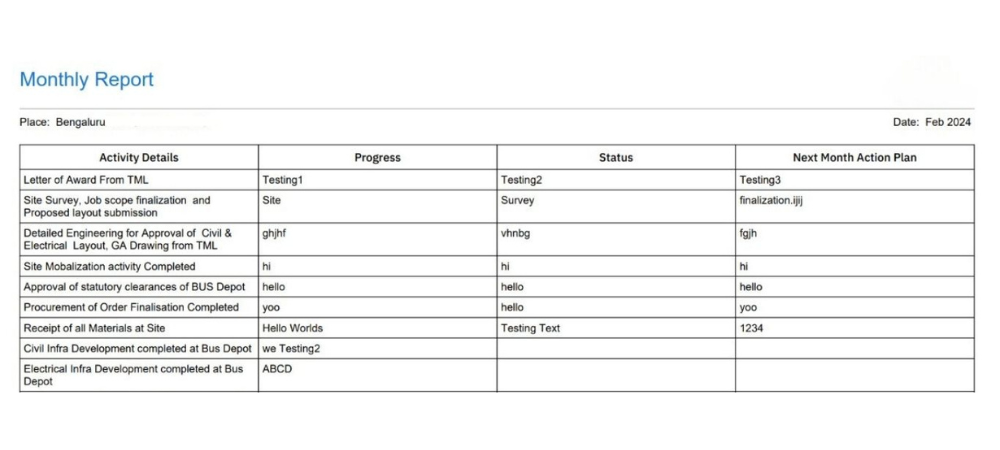 Monthly Report
Place: Bengaluru
Date: Feb 2024
Activity Details Progress Status Next Month Action Plan
Letter of Award From TML Testing1 Testing2 Testing3
Site Survey, Job scope finalization and Site Survey finalization.ijij
Proposed layout submission
Detailed Engineering for Approval of Civil & ghjhf vhnbg fgjh
Electrical Layout, GA Drawing from TML
Site Mobalization activity Completed hi hi hi
Approval of statutory clearances of BUS Depot hello hello hello
Procurement of Order Finalisation Completed yoo hello yoo
Receipt of all Materials at Site Hello Worlds Testing Text 1234
Civil Infra Development completed at Bus Depot we Testing2
Electrical Infra Development completed at Bus ABCD
Depot